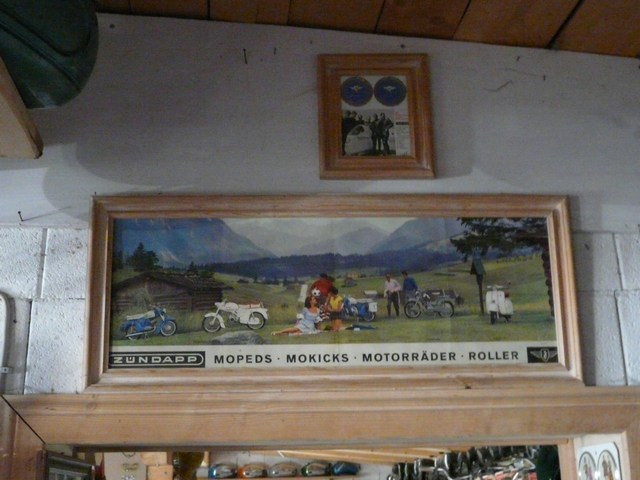 ZÜNDAPP MOPEDS · MOKICKS · MOTORRÄDER · ROLLER